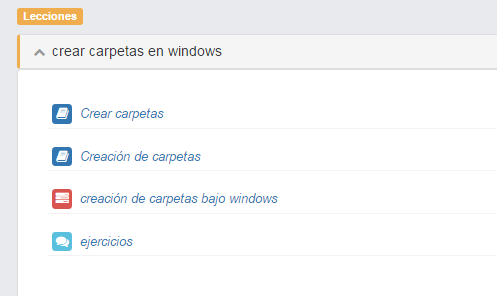 Lecciones
crear carpetas en windows
Crear carpetas
Creación de carpetas
creación de carpetas bajo windows
ejercicios